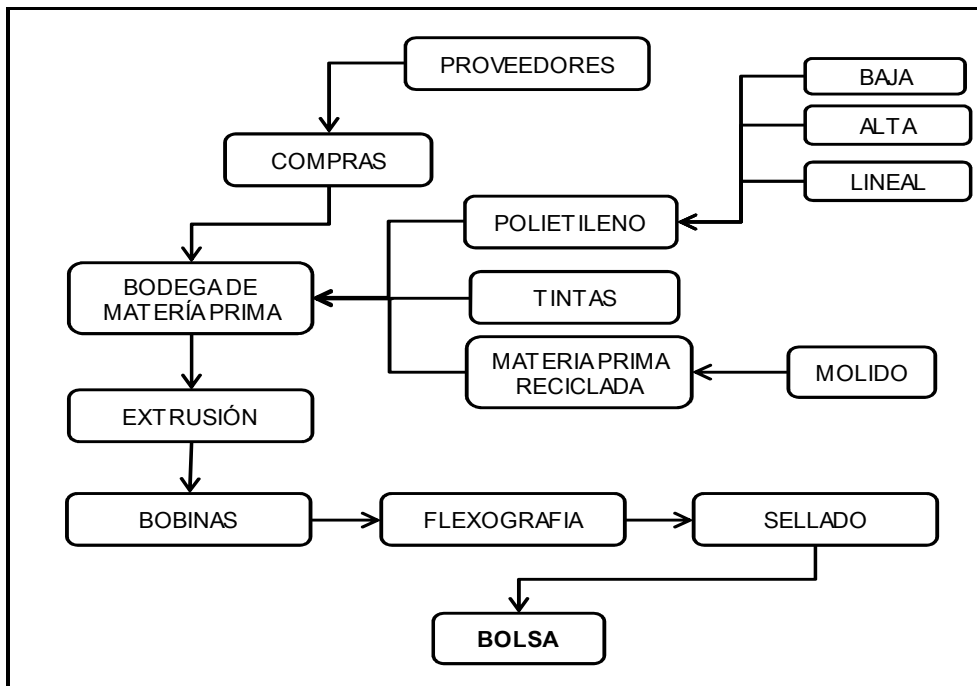 PROVEEDORES
BAJA
ALTA
LINEAL
COMPRAS
POLIETILENO
BODEGA DE
MATERÍA PRIMA
TINTAS
MATERIA PRIMA
RECICLADA
MOLIDO
EXTRUSIÓN
BOBINAS
FLEXOGRAFIA
SELLADO
BOLSA